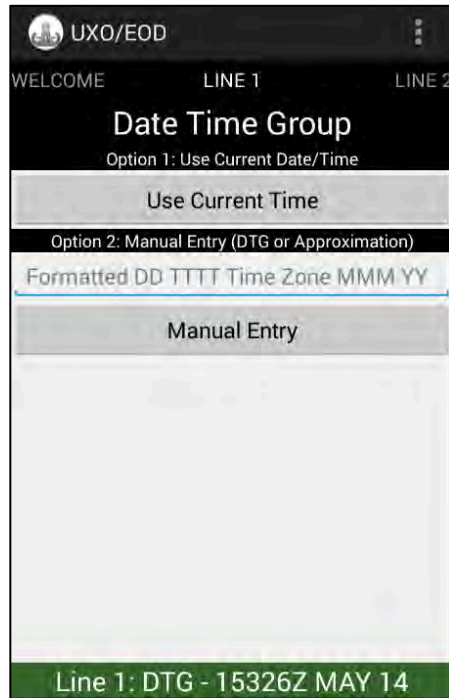 UXO/EOD
WELCOME LINE 1 LINE 2
Date Time Group
Option 1: Use Current Date/Time
Use Current Time
Option 2: Manual Entry (DTG or Approximation)
Formatted DD TTTT Time Zone MMM YY
Manual Entry
Line 1: DTG - 15326Z MAY 14